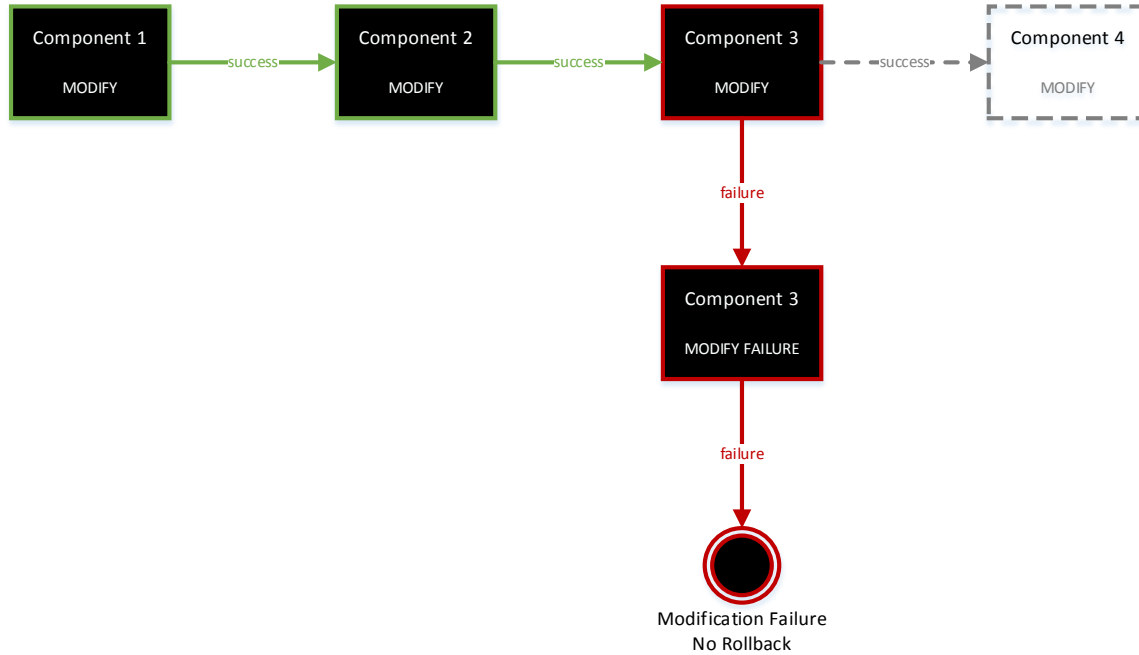 Component 1
MODIFY
success
Component 2
MODIFY
success
Component 3
MODIFY
success
Component 4
MODIFY
failure
Component 3
MODIFY FAILURE
failure
Modification Failure
No Rollback